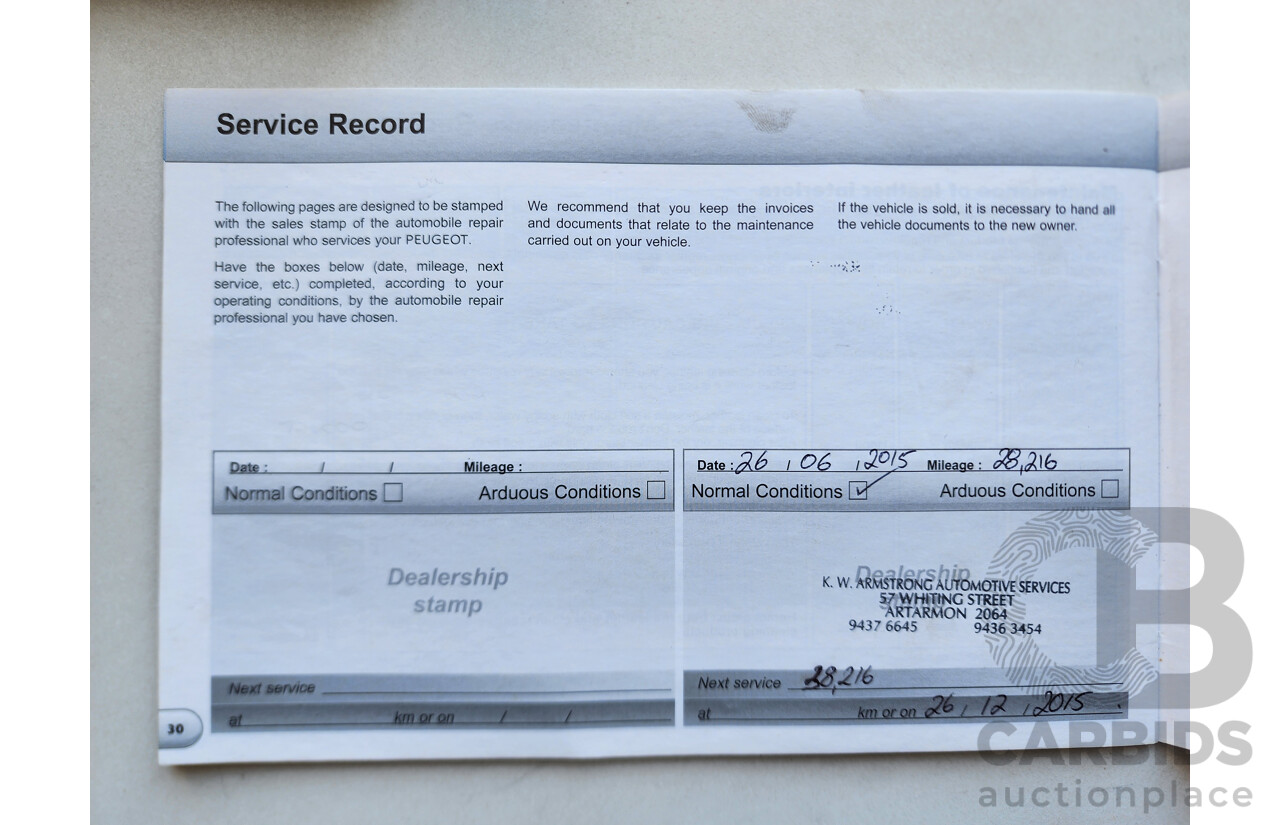 Service Record
The following pages are designed to be stamped
with the sales stamp of the automobile repair
professional who services your PEUGEOT.
Have the boxes below (date, mileage, next
service, etc.) completed, according to your
operating conditions, by the automobile repair
professional you have chosen.
We recommend that you keep the invoices
and documents that relate to the maintenance
carried out on your vehicle.
If the vehicle is sold, it is necessary to hand all
the vehicle documents to the new owner.
Date : / / Mileage :
Normal Conditions Arduous Conditions
Dealership
stamp
Next service
at km or on / /
Date : 26 / 06 / 2015 Mileage : 28,216
Normal Conditions Arduous Conditions
Dealership
K. W. ARMSTRONG AUTOMOTIVE SERVICES
57 WHITING STREET
ARTARMON 2064
9437 6645 9436 3454
Next service 38,216
at km or on 26 / 12 / 2015
30
CARBIDS
auctionplace